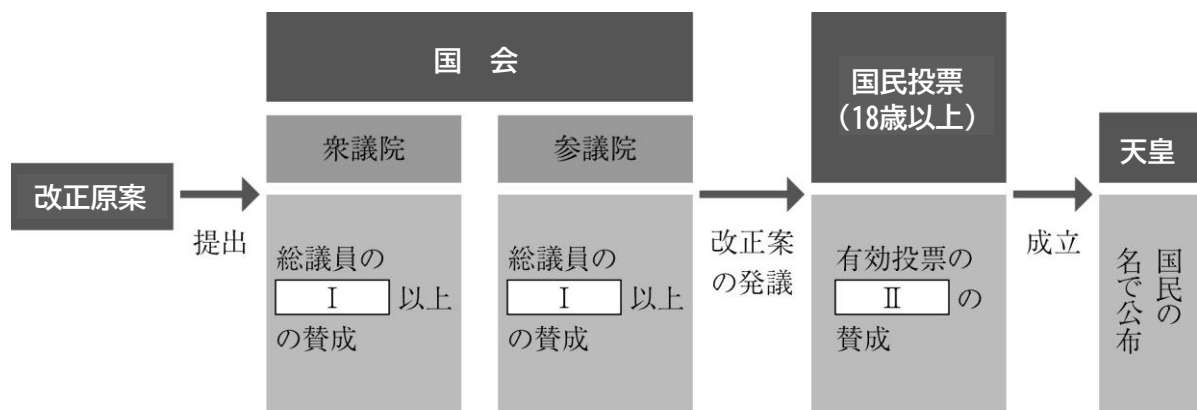 改正原案
提出
国 会
衆議院
総議員の
Ⅰ 以上
の賛成
参議院
総議員の
Ⅰ 以上
の賛成
改正案
の発議
国民投票
（18歳以上）
有効投票の
Ⅱ の
賛成
成立
天皇
国民の
名で公布